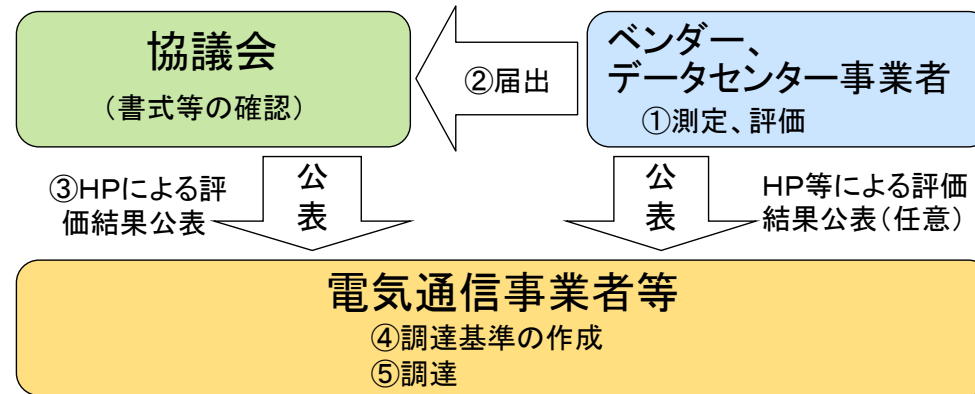 協議会
（書式等の確認）
②届出
ベンダー、
データセンター事業者
①測定、評価
③HPによる評
価結果公表
公
表
公
表
HP等による評価
結果公表（任意）
電気通信事業者等
④調達基準の作成
⑤調達